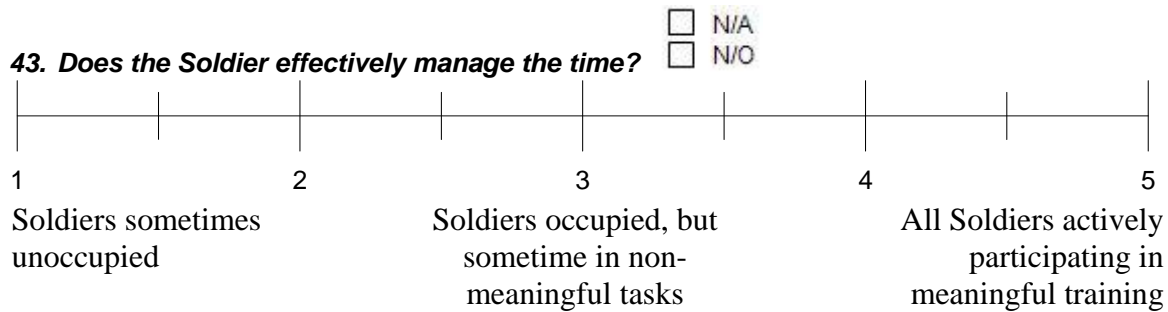 N/A
43. Does the Soldier effectively manage the time? N/O
1 2 3 4 5
Soldiers sometimes unoccupied
Soldiers occupied, but sometime in non-meaningful tasks
All Soldiers actively participating in meaningful training